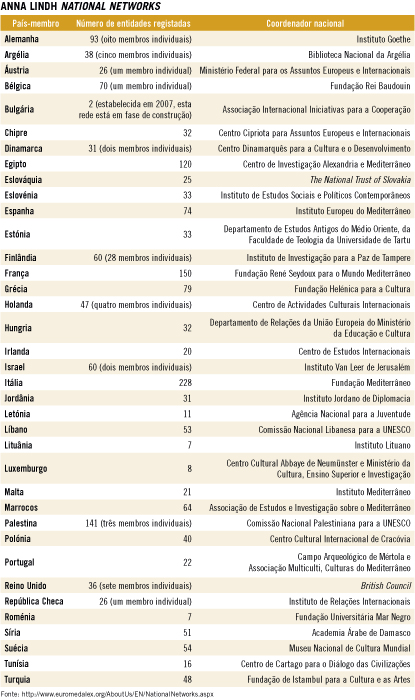 ANNA LINDH NATIONAL NETWORKS
País-membro Número de entidades registadas Coordenador nacional
Alemanha 93 (oito membros individuais) Instituto Goethe
Argélia 38 (cinco membros individuais) Biblioteca Nacional da Argélia
Áustria 26 (um membro individual) Ministério Federal para os Assuntos Europeus e Internacionais
Bélgica 70 (um membro individual) Fundação Rei Baudouin
Bulgária 2 (estabelecida em 2007, esta rede está em fase de construção) Associação Internacional Iniciativas para a Cooperação
Chipre 32 Centro Cipriota para Assuntos Europeus e Internacionais
Dinamarca 31 (dois membros individuais) Centro Dinamarquês para a Cultura e o Desenvolvimento
Egipto 120 Centro de Investigação Alexandria e Mediterrâneo
Eslováquia 25 The National Trust of Slovakia
Eslovénia 33 Instituto de Estudos Sociais e Políticos Contemporâneos
Espanha 74 Instituto Europeu do Mediterrâneo
Estónia 33 Departamento de Estudos Antigos do Médio Oriente, da Faculdade de Teologia da Universidade de Tartu
Finlândia 60 (28 membros individuais) Instituto de Investigação para a Paz de Tampere
França 150 Fundação René Seydoux para o Mundo Mediterrâneo
Grécia 79 Fundação Helénica para a Cultura
Holanda 47 (quatro membros individuais) Centro de Actividades Culturais Internacionais
Hungria 32 Departamento de Relações da União Europeia do Ministério da Educação e Cultura
Irlanda 20 Centro de Estudos Internacionais
Israel 60 (dois membros individuais) Instituto Van Leer de Jerusalém
Itália 228 Fundação Mediterrâneo
Jordânia 31 Instituto Jordano de Diplomacia
Letónia 11 Agência Nacional para a Juventude
Líbano 53 Comissão Nacional Libanesa para a UNESCO
Lituânia 7 Instituto Lituano
Luxemburgo 8 Centro Cultural Abbaye de Neumünster e Ministério da Cultura, Ensino Superior e Investigação
Malta 21 Instituto Mediterrâneo
Marrocos 64 Associação de Estudos e Investigação sobre o Mediterrâneo
Palestina 141 (três membros individuais) Comissão Nacional Palestiniana para a UNESCO
Polónia 40 Centro Cultural Internacional de Cracóvia
Portugal 22 Campo Arqueológico de Mértola e Associação Multiculti, Culturas do Mediterrâneo
Reino Unido 36 (sete membros individuais) British Council
República Checa 26 (um membro individual) Instituto de Relações Internacionais
Roménia 7 Fundação Universitária Mar Negro
Síria 51 Academia Árabe de Damasco
Suécia 54 Museu Nacional de Cultura Mundial
Tunísia 16 Centro de Cartago para o Diálogo das Civilizações
Turquia 48 Fundação de Istambul para a Cultura e as Artes
Fonte: http://www.euromedalex.org/AboutUs/EN/NationalNetworks.aspx